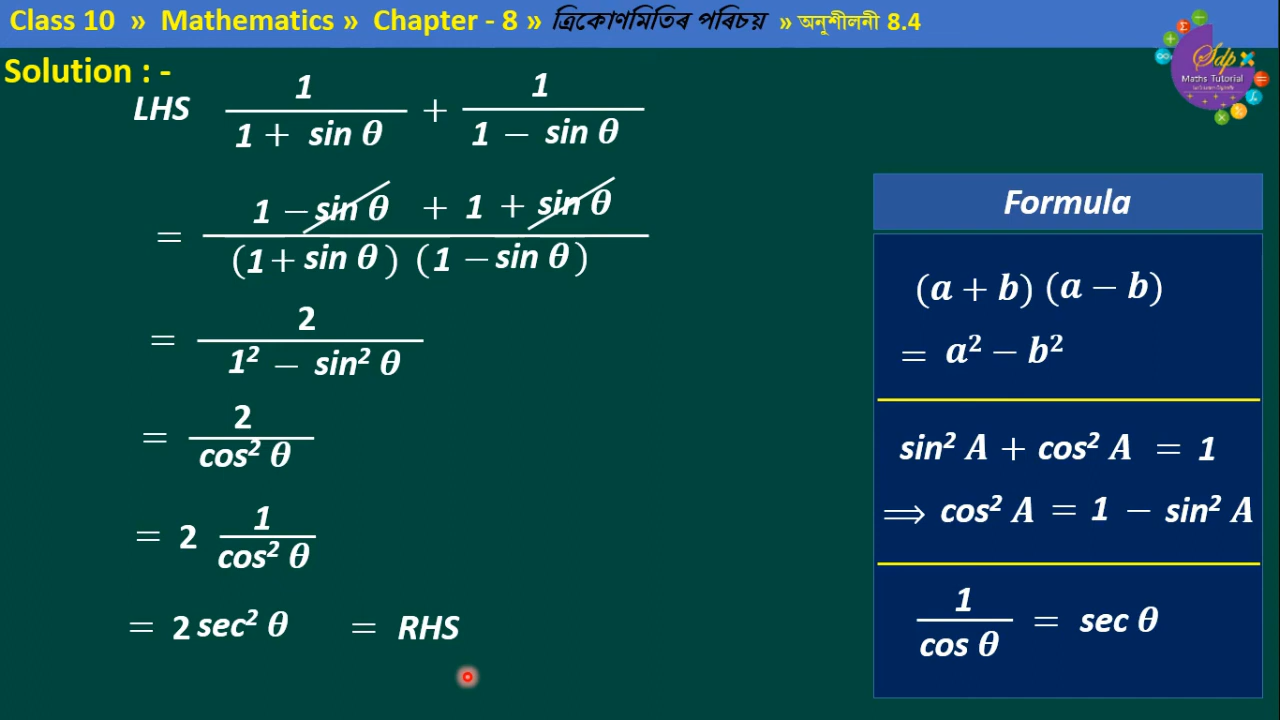 Class 10 » Mathematics » Chapter - 8 » ত্ৰিকোণমিতিৰ পৰিচয় » অনুশীলনী 8.4
Sdp
Maths Tutorial
Solution : -
LHS 1/(1 + sin θ) + 1/(1 − sin θ)
= (1 − sin θ + 1 + sin θ)/((1 + sin θ) (1 − sin θ))
= 2/(1² − sin² θ)
= 2/cos² θ
= 2 1/cos² θ
= 2 sec² θ = RHS
Formula
(a + b) (a − b)
= a² − b²
sin² A + cos² A = 1
⟹ cos² A = 1 − sin² A
1/cos θ = sec θ